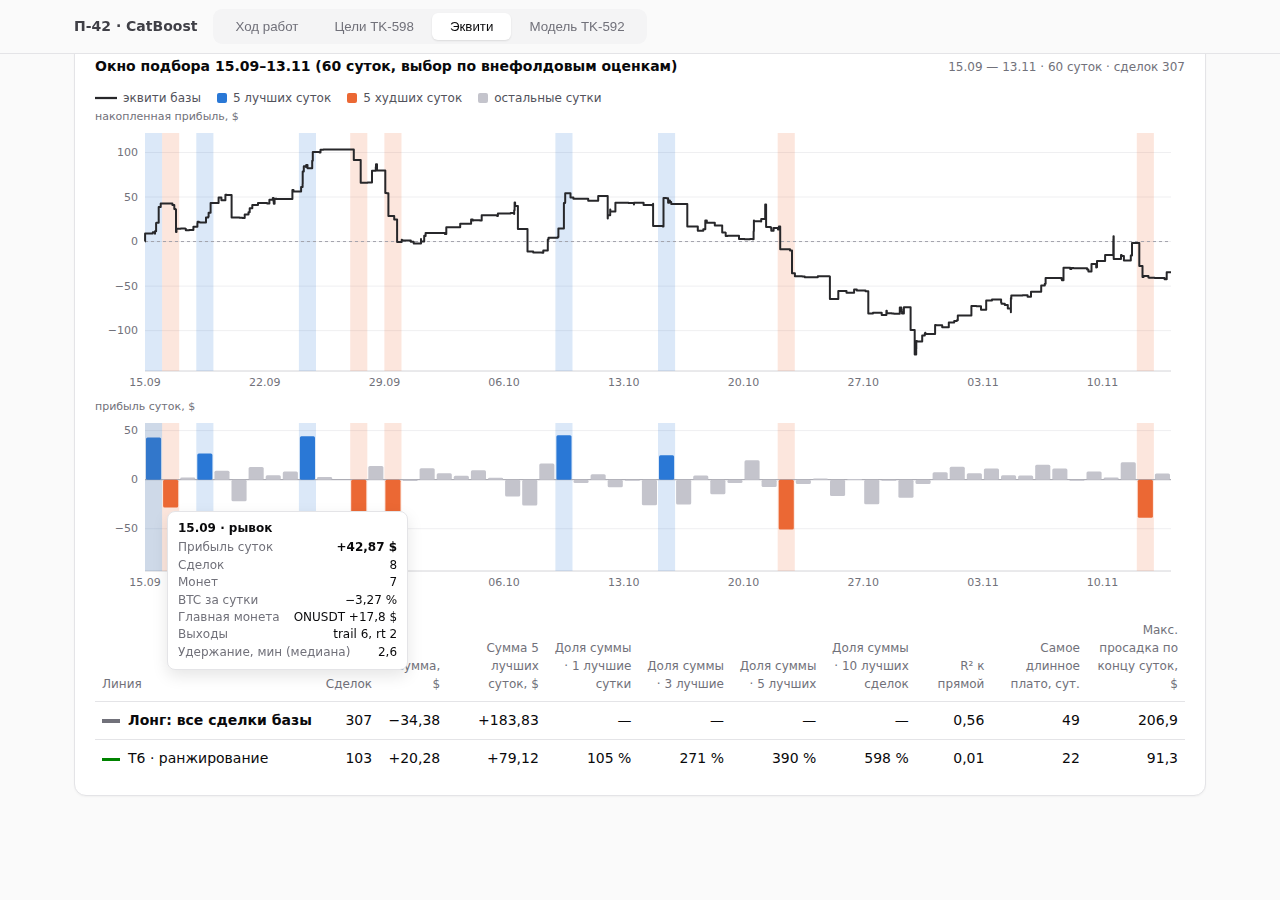 П-42 · CatBoost
Ход работ
Цели ТК-598
Эквити
Модель ТК-592
Окно подбора 15.09–13.11 (60 суток, выбор по внефолдовым оценкам)
15.09 — 13.11 · 60 суток · сделок 307
эквити базы
5 лучших суток
5 худших суток
остальные сутки
накопленная прибыль, $
100
50
0
−50
−100
15.09
22.09
29.09
06.10
13.10
20.10
27.10
03.11
10.11
прибыль суток, $
50
0
−50
15.09
06.10
13.10
20.10
27.10
03.11
10.11
15.09 · рывок
Прибыль суток +42,87 $
Сделок 8
Монет 7
BTC за сутки −3,27 %
Главная монета ONUSDT +17,8 $
Выходы trail 6, rt 2
Удержание, мин (медиана) 2,6
Линия
Сделок
$
Сумма 5
лучших
суток, $
Доля суммы
· 1 лучшие
сутки
Доля суммы
· 3 лучшие
Доля суммы
· 5 лучших
Доля суммы
· 10 лучших
сделок
R² к
прямой
Самое
длинное
плато, сут.
Макс.
просадка по
концу суток,
$
Лонг: все сделки базы 307 −34,38 +183,83 — — — — 0,56 49 206,9
Т6 · ранжирование 103 +20,28 +79,12 105 % 271 % 390 % 598 % 0,01 22 91,3